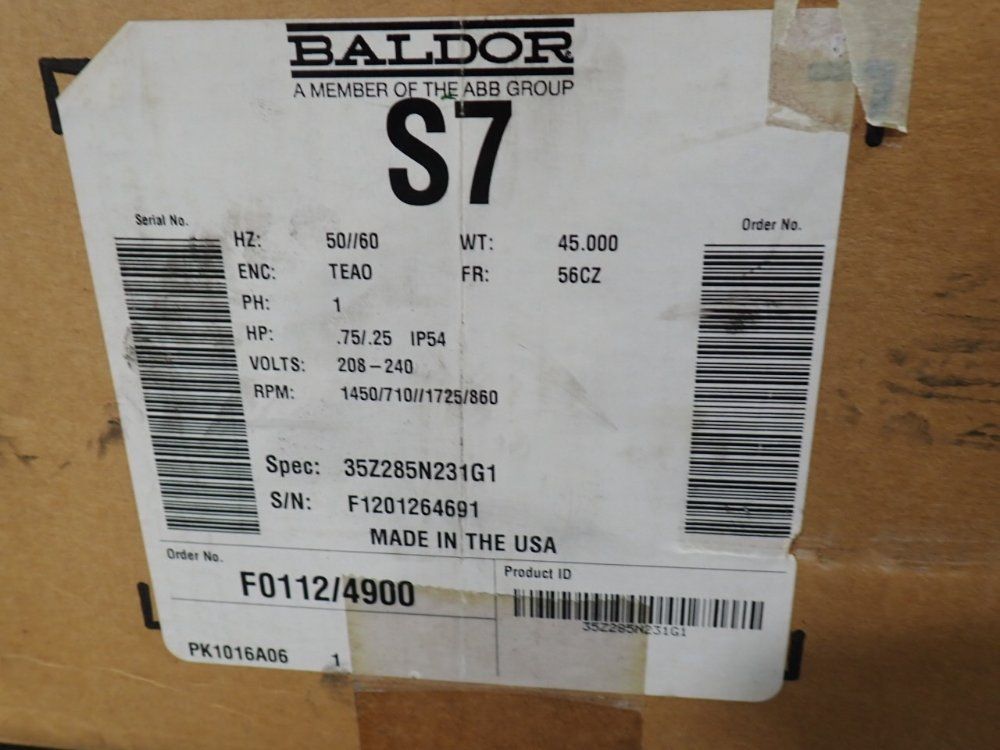 BALDOR
A MEMBER OF THE ABB GROUP
S7
Serial No.
Order No.
HZ: 50//60 WT: 45.000
ENC: TEAO FR: 56CZ
PH: 1
HP: .75/.25 IP54
VOLTS: 208-240
RPM: 1450/710//1725/860
Spec: 35Z285N231G1
S/N: F1201264691
MADE IN THE USA
Order No.
F0112/4900
Product ID
35Z285N231G1
PK1016A06 1